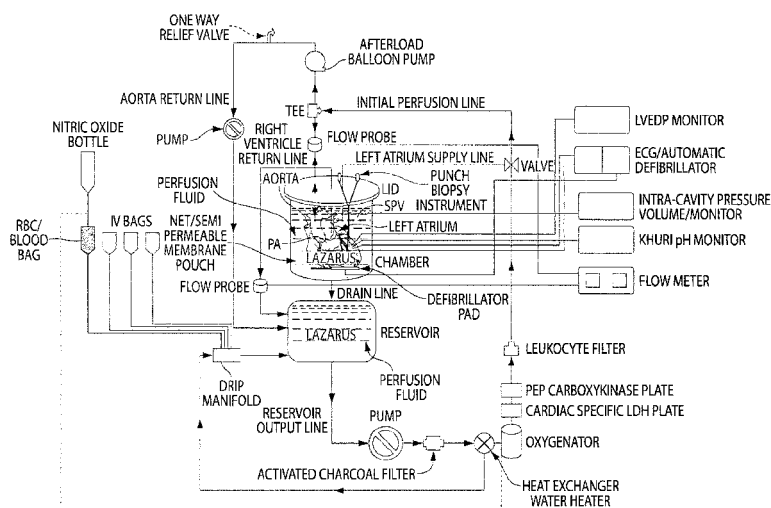 ONE WAY
RELIEF VALVE
AFTERLOAD
BALLOON PUMP
AORTA RETURN LINE
TEE
INITIAL PERFUSION LINE
LVEDP MONITOR
NITRIC OXIDE
BOTTLE
PUMP
RIGHT
VENTRICLE
RETURN LINE
FLOW PROBE
LEFT ATRIUM SUPPLY LINE
VALVE
ECG/AUTOMATIC
DEFIBRILLATOR
AORTA
LID
PUNCH
BIOPSY
INSTRUMENT
PERFUSION
FLUID
SPV
INTRA-CAVITY PRESSURE
VOLUME/MONITOR
RBC/
BLOOD
BAG
IV BAGS
NET/SEMI
PERMEABLE
MEMBRANE
POUCH
PA
LEFT ATRIUM
LAZARUS
CHAMBER
KHURI pH MONITOR
FLOW PROBE
DRAIN LINE
DEFIBRILLATOR
PAD
FLOW METER
LAZARUS
RESERVOIR
LEUKOCYTE FILTER
DRIP
MANIFOLD
PERFUSION
FLUID
PEP CARBOXYKINASE PLATE
RESERVOIR
OUTPUT LINE
PUMP
CARDIAC SPECIFIC LDH PLATE
OXYGENATOR
ACTIVATED CHARCOAL FILTER
HEAT EXCHANGER
WATER HEATER